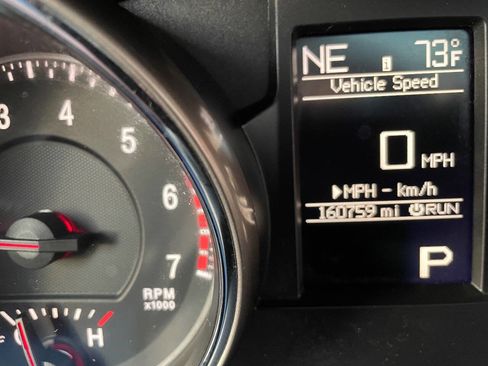 NE 73°F
Vehicle Speed
0 MPH
▶MPH - km/h
160759 mi RUN
P
3
4
5
6
7
RPM
x1000
C H